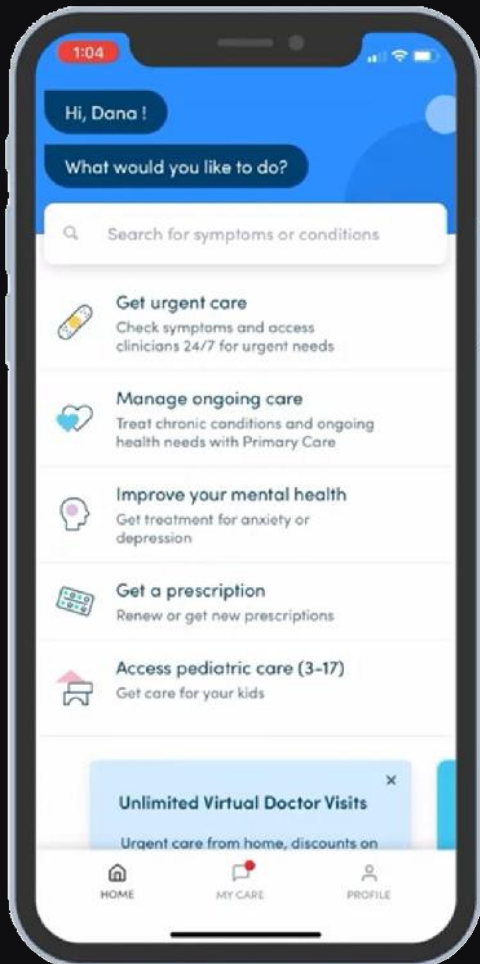 1:04
Hi, Dana !
What would you like to do?
Search for symptoms or conditions
Get urgent care
Check symptoms and access
clinicians 24/7 for urgent needs
Manage ongoing care
Treat chronic conditions and ongoing
health needs with Primary Care
Improve your mental health
Get treatment for anxiety or
depression
Get a prescription
Renew or get new prescriptions
Access pediatric care (3-17)
Get care for your kids
Unlimited Virtual Doctor Visits
Urgent care from home, discounts on
HOME
MY CARE
PROFILE